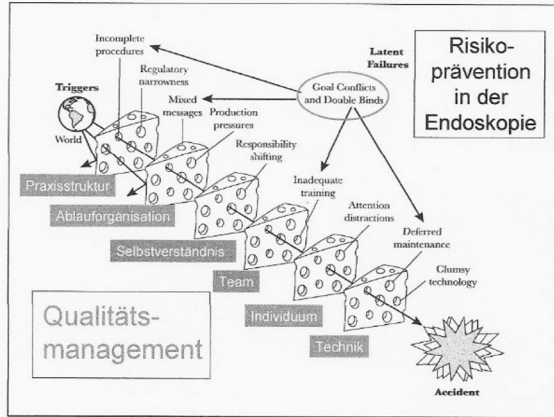 Incomplete
procedures
Regulatory
narrowness
Mixed
messages
Production
pressures
Responsibility
shifting
Inadequate
training
Attention
distractions
Deferred
maintenance
Clumsy
technology
Triggers
World
Goal Conflicts
and Double Binds
Latent
Failures
Risiko-
prävention
in der
Endoskopie
Praxisstruktur
Ablauforganisation
Selbstverständnis
Team
Individuum
Technik
Qualitäts-
management
Accident